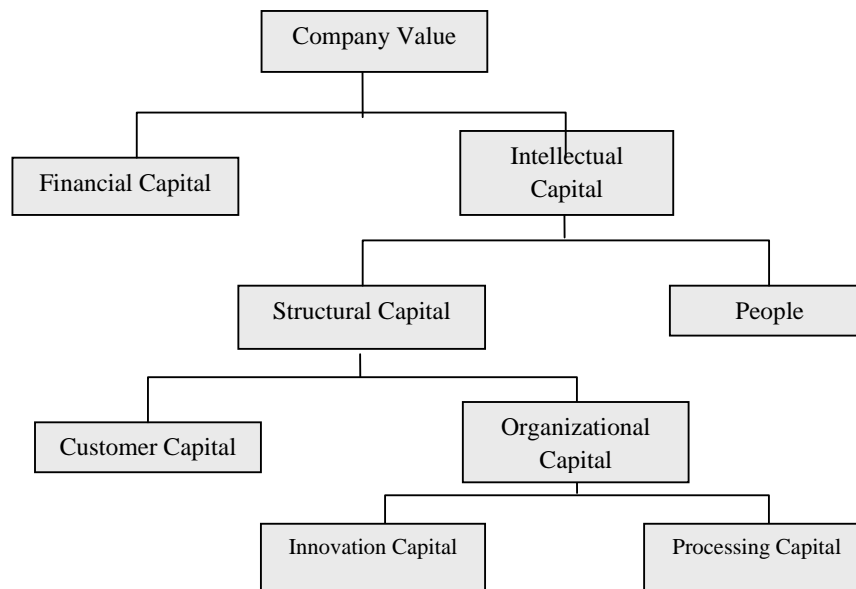 Company Value
Financial Capital
Intellectual
Capital
Structural Capital
People
Customer Capital
Organizational
Capital
Innovation Capital
Processing Capital